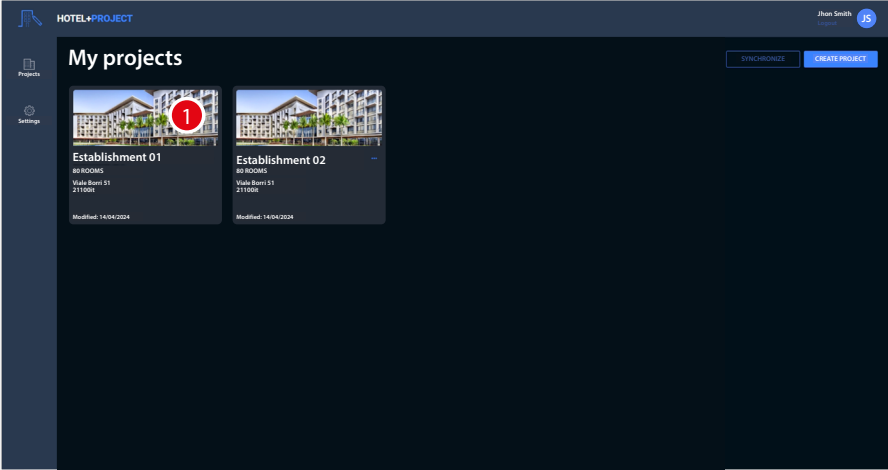 HOTEL+PROJECT
Jhon Smith
Logout
JS
Projects
Settings
My projects
SYNCHRONIZE
CREATE PROJECT
1
Establishment 01
80 ROOMS
Viale Borri 51
21100it
Modified: 14/04/2024
Establishment 02
80 ROOMS
Viale Borri 51
21100it
Modified: 14/04/2024